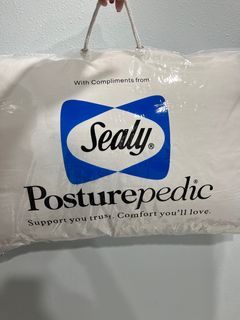 With Compliments from
Sealy®
Posturepedic®
Support you trust. Comfort you'll love.